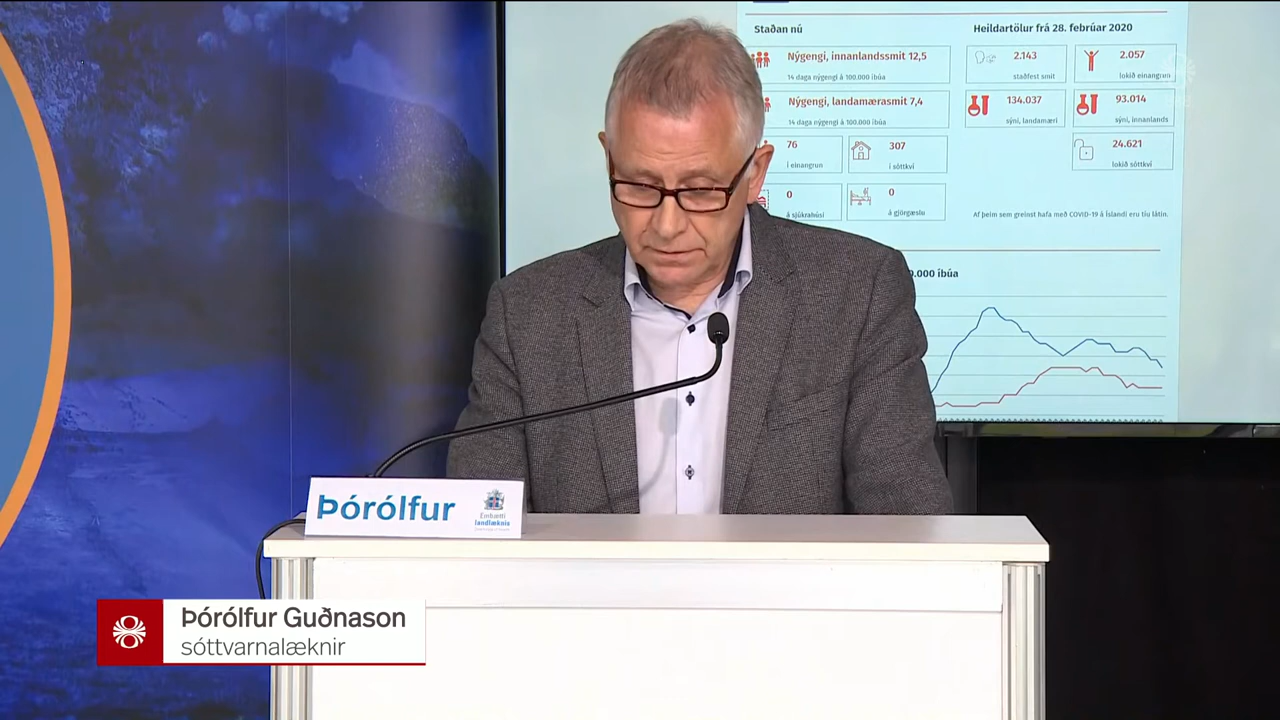 Staðan nú
Nýgengi, innanlandssmit 12,5
14 daga nýgengi á 100.000 íbúa
Nýgengi, landamærasmit 7,4
14 daga nýgengi á 100.000 íbúa
76
í einangrun
307
í sóttkví
0
á sjúkrahúsi
0
á gjörgæslu
Heildartölur frá 28. febrúar 2020
2.143
staðfest smit
2.057
lokið einangrun
134.037
sýni, landamæri
93.014
sýni, innanlands
24.621
lokið sóttkví
Af þeim sem greinst hafa með COVID-19 á Íslandi eru tíu látin.
0.000 íbúa
Þórólfur
Embætti
landlæknis
Þórólfur Guðnason
sóttvarnalæknir